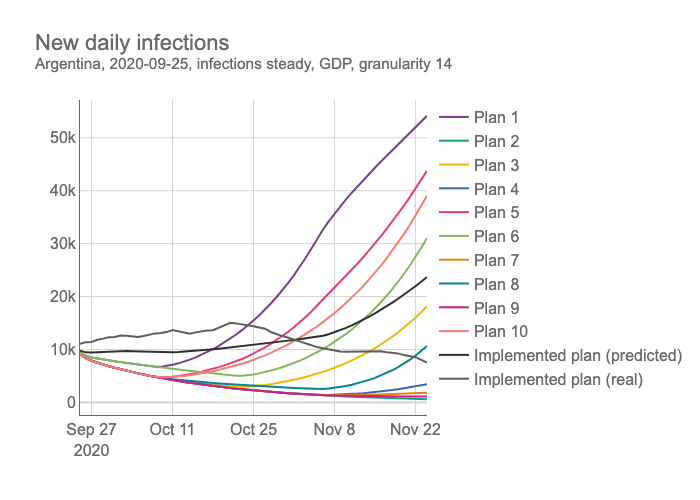 New daily infections
Argentina, 2020-09-25, infections steady, GDP, granularity 14
50k
40k
30k
20k
10k
0
Sep 27
2020
Oct 11
Oct 25
Nov 8
Nov 22
Plan 1
Plan 2
Plan 3
Plan 4
Plan 5
Plan 6
Plan 7
Plan 8
Plan 9
Plan 10
Implemented plan (predicted)
Implemented plan (real)